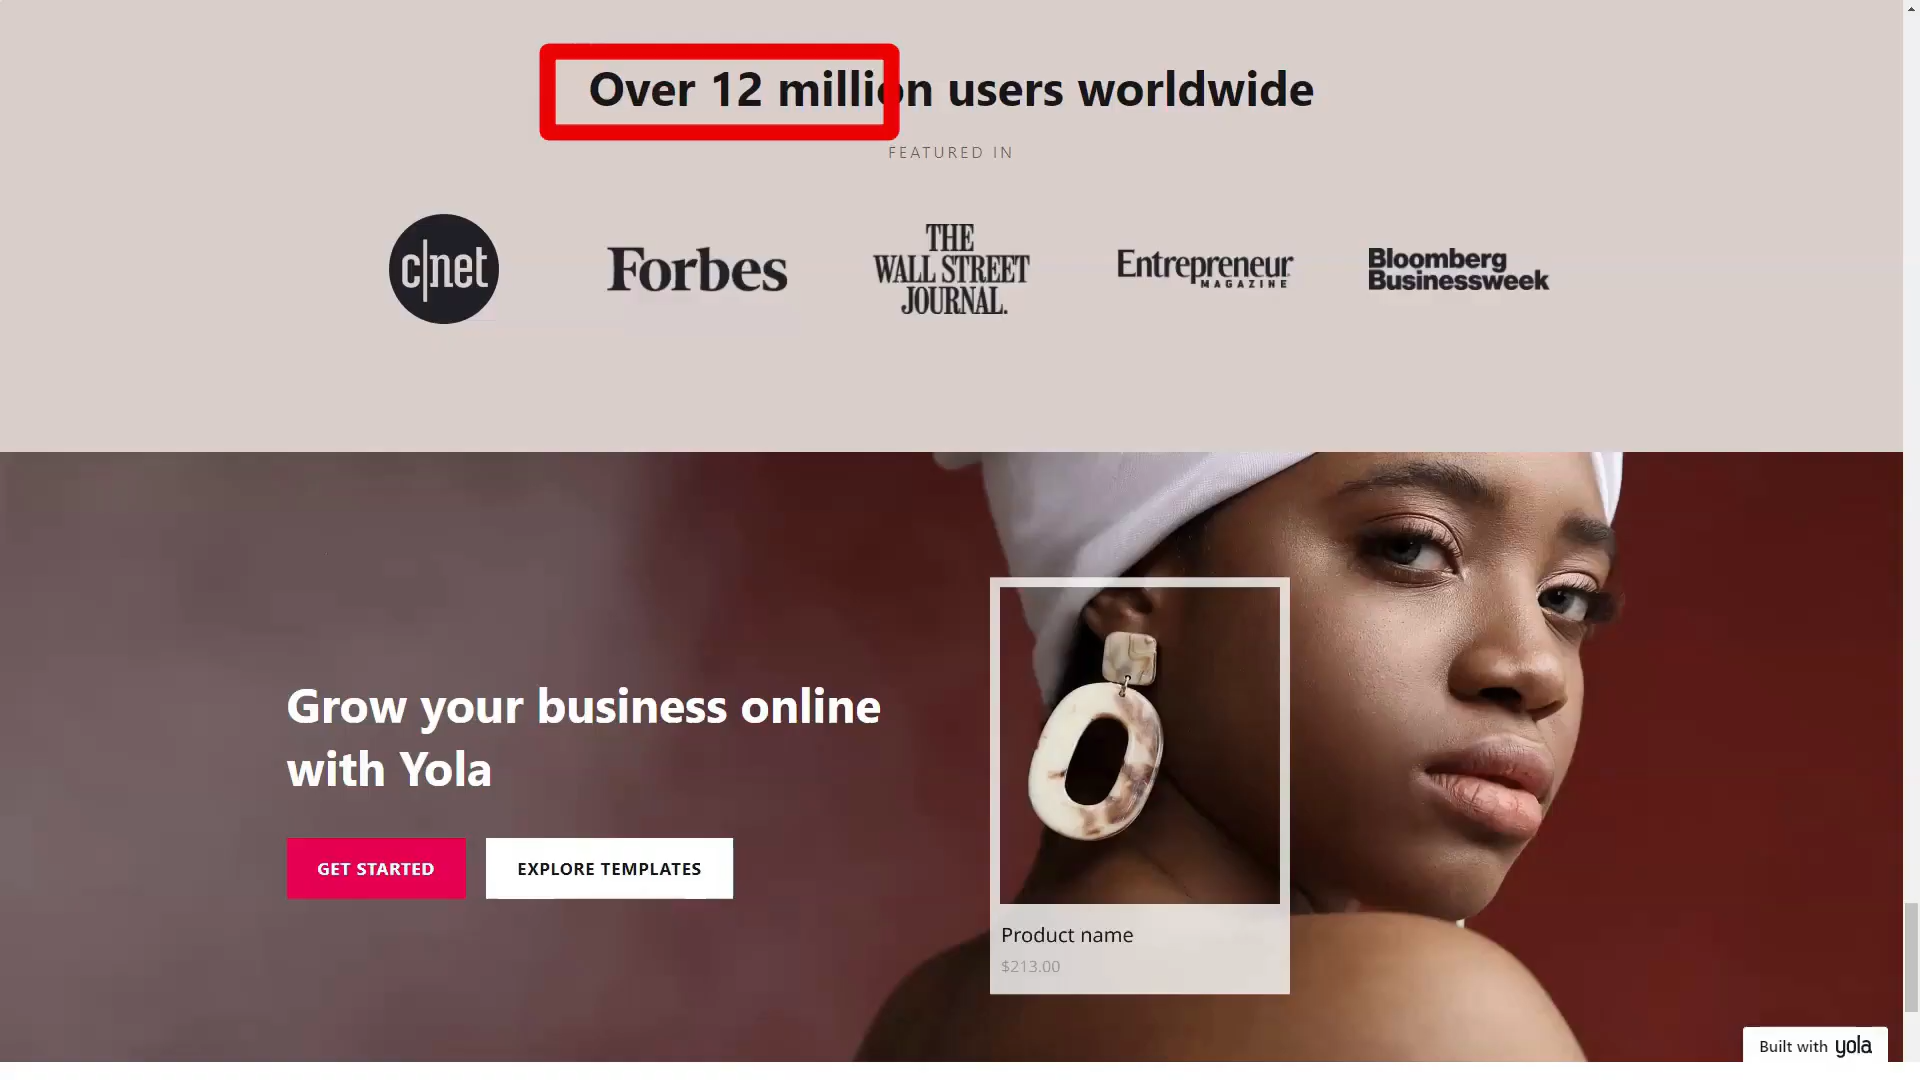 Over 12 million users worldwide
FEATURED IN
c|net
Forbes
THE
WALL STREET
JOURNAL.
Entrepreneur
MAGAZINE
Bloomberg
Businessweek
Grow your business online
with Yola
GET STARTED
EXPLORE TEMPLATES
Product name
$213.00
Built with yola